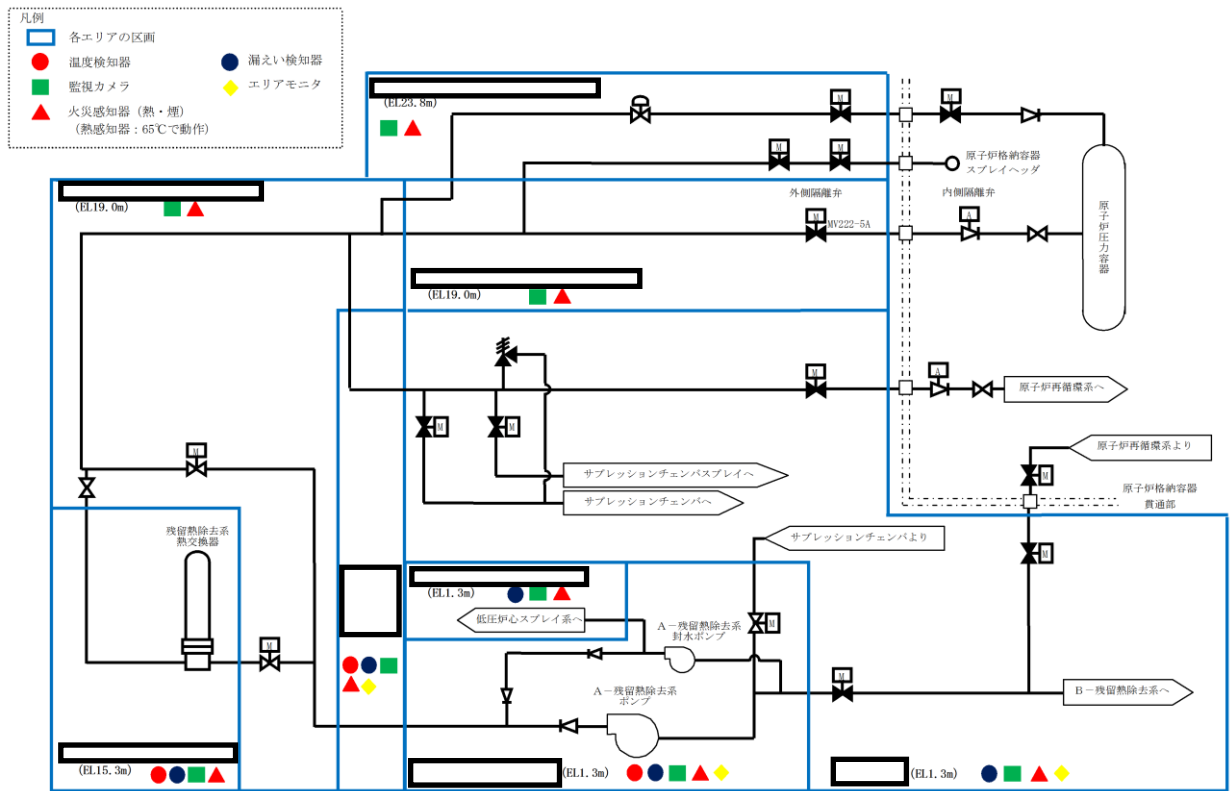 凡例
各エリアの区画
温度検知器
漏えい検知器
監視カメラ
エリアモニタ
火災感知器（熱・煙）
（熱感知器：65℃で動作）
(EL23.8m)
M
M
M
M
原子炉格納容器
スプレイヘッダ
(EL19.0m)
外側隔離弁
内側隔離弁
M
MV222-5A
A
原子炉圧力容器
(EL19.0m)
M
A
原子炉再循環系へ
M
M
原子炉再循環系より
M
サプレッションチェンバスプレイへ
M
サプレッションチェンバへ
原子炉格納容器
貫通部
残留熱除去系
熱交換器
サプレッションチェンバより
M
(EL1.3m)
低圧炉心スプレイ系へ
M
A－残留熱除去系
封水ポンプ
M
M
A－残留熱除去系
ポンプ
B－残留熱除去系へ
(EL15.3m)
(EL1.3m)
(EL1.3m)